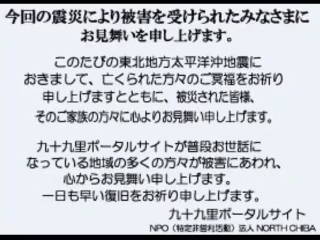 今回の震災により被害を受けられたみなさまに
お見舞いを申し上げます。
このたびの東北地方太平洋沖地震に
おきまして、亡くられた方々のご冥福をお祈り
申し上げますとともに、被災された皆様、
そのご家族の方々に心よりお見舞い申し上げます。
九十九里ポータルサイトが普段お世話に
なっている地域の多くの方々が被害にあわれ、
心からお見舞い申し上げます。
一日も早い復旧をお祈り申し上げます。
九十九里ポータルサイト
NPO（特定非営利活動）法人 NORTH CHIBA